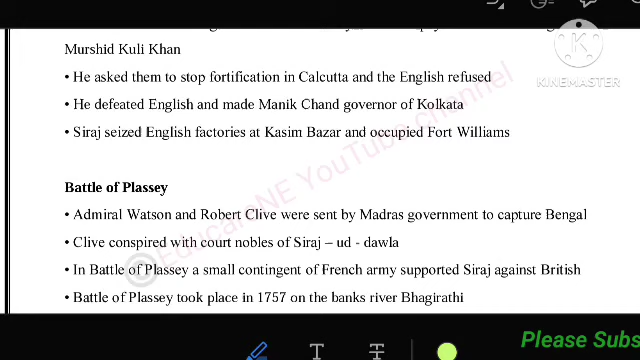 Murshid Kuli Khan
• He asked them to stop fortification in Calcutta and the English refused
• He defeated English and made Manik Chand governor of Kolkata
• Siraj seized English factories at Kasim Bazar and occupied Fort Williams
Battle of Plassey
• Admiral Watson and Robert Clive were sent by Madras government to capture Bengal
• Clive conspired with court nobles of Siraj – ud - dawla
• In Battle of Plassey a small contingent of French army supported Siraj against British
• Battle of Plassey took place in 1757 on the banks river Bhagirathi
@EducareNE YouTube channel
KINEMASTER
Please Subs